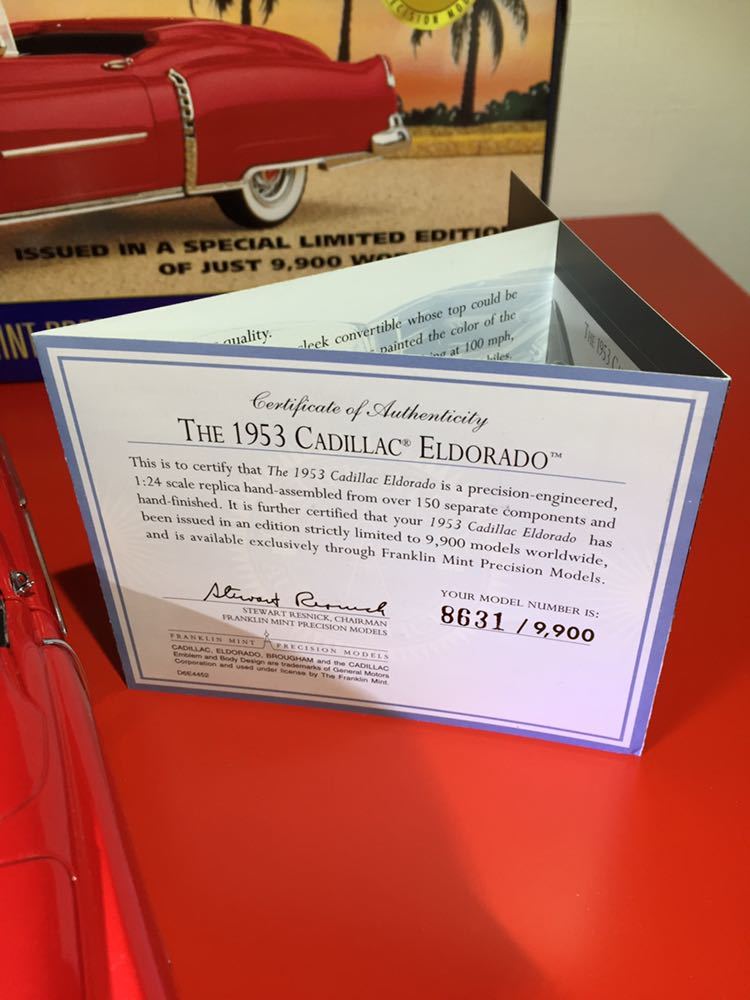 CISION MOD
ISSUED IN A SPECIAL LIMITED EDITIO
OF JUST 9,900 WO
INT
quality.
sleek convertible whose top could be
painted the color of the
at 100 mph,
THE 1953 C
Certificate of Authenticity
THE 1953 CADILLAC® ELDORADO™
This is to certify that The 1953 Cadillac Eldorado is a precision-engineered,
1:24 scale replica hand-assembled from over 150 separate components and
hand-finished. It is further certified that your 1953 Cadillac Eldorado has
been issued in an edition strictly limited to 9,900 models worldwide,
and is available exclusively through Franklin Mint Precision Models.
Stewart Resnick
STEWART RESNICK, CHAIRMAN
FRANKLIN MINT PRECISION MODELS
FRANKLIN MINT PRECISION MODELS
CADILLAC, ELDORADO, BROUGHAM and the CADILLAC
Emblem and Body Design are trademarks of General Motors
Corporation and used under license by The Franklin Mint.
D6E4452
YOUR MODEL NUMBER IS:
8631 / 9,900